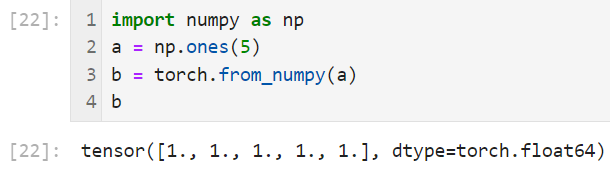 [22]: 1 import numpy as np
2 a = np.ones(5)
3 b = torch.from_numpy(a)
4 b
[22]: tensor([1., 1., 1., 1., 1.], dtype=torch.float64)